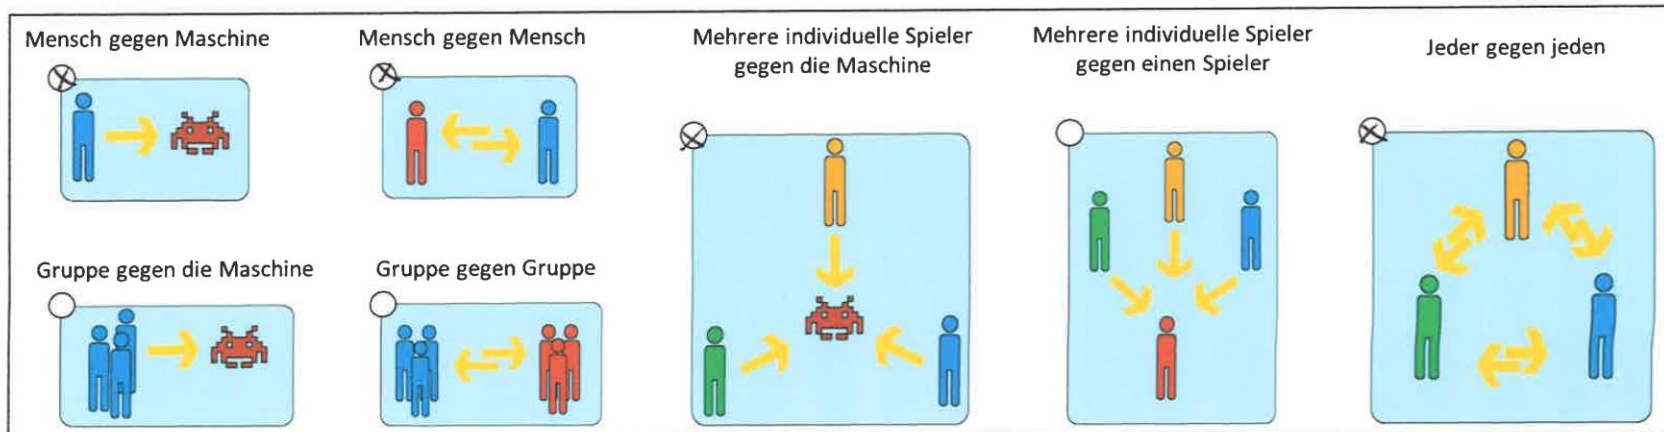 Mensch gegen Maschine
Mensch gegen Mensch
Mehrere individuelle Spieler
gegen die Maschine
Mehrere individuelle Spieler
gegen einen Spieler
Jeder gegen jeden
Gruppe gegen die Maschine
Gruppe gegen Gruppe